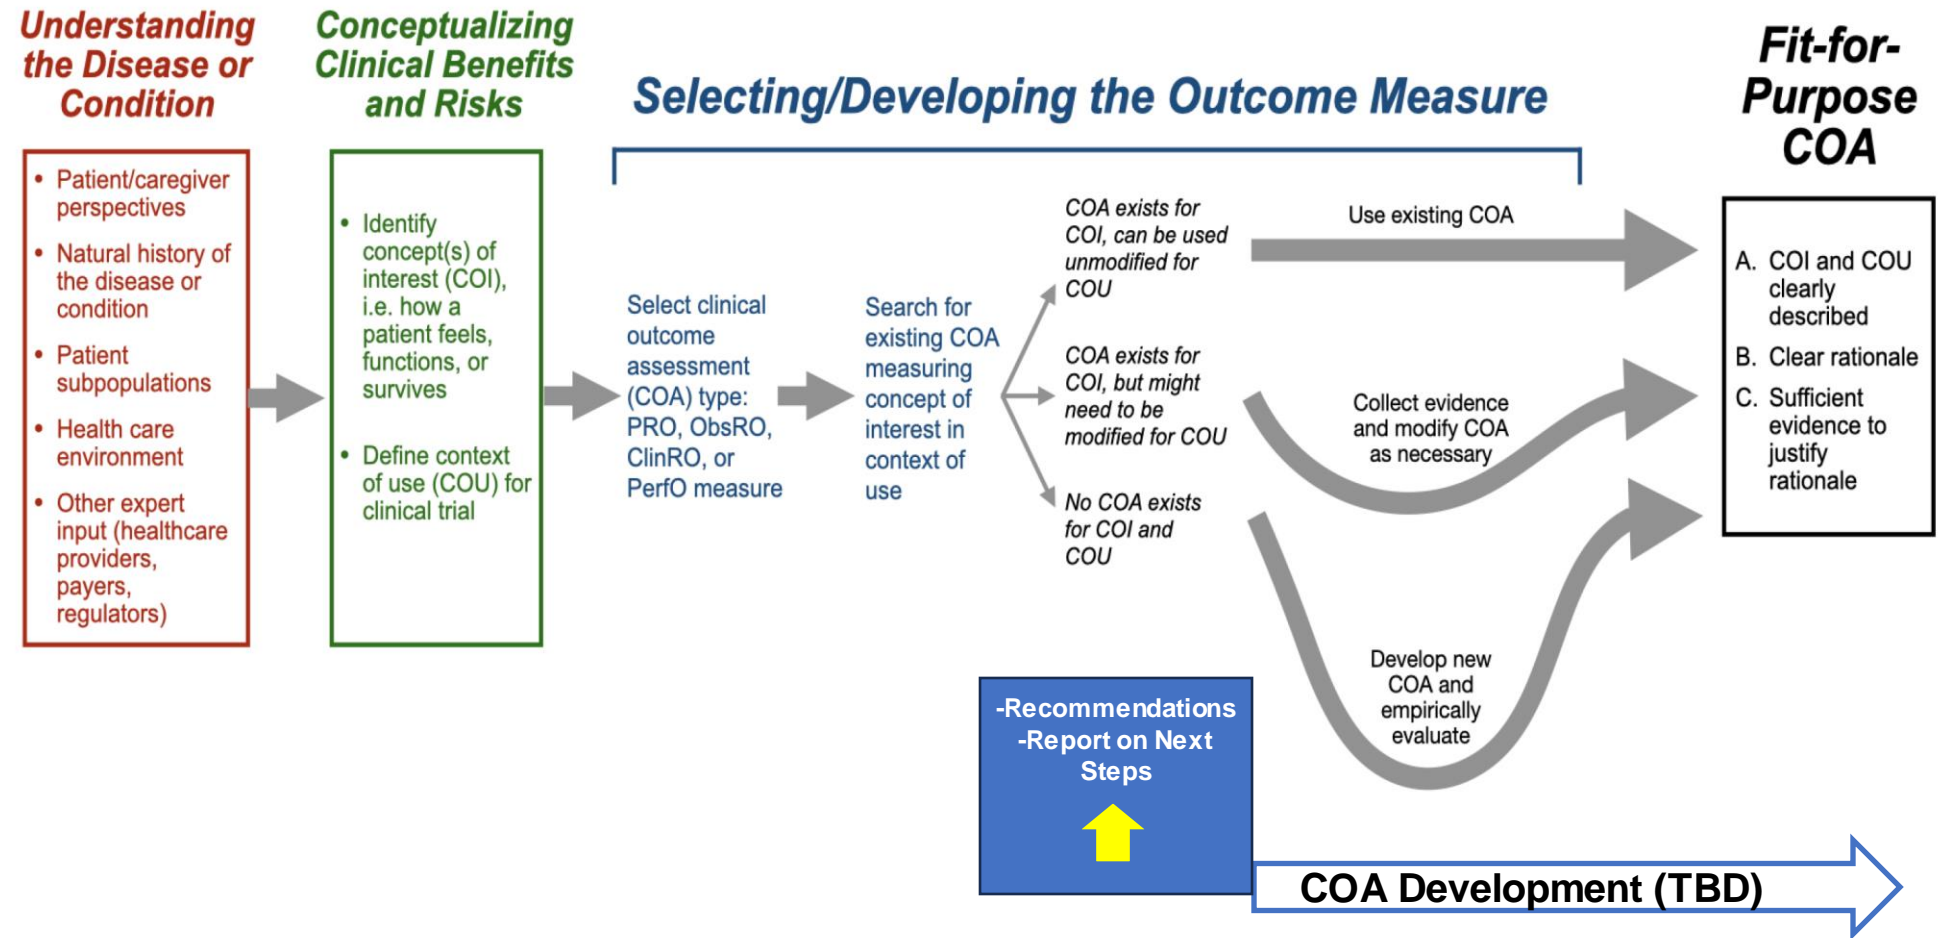 Understanding
the Disease or
Condition
• Patient/caregiver
perspectives
• Natural history of
the disease or
condition
• Patient
subpopulations
• Health care
environment
• Other expert
input (healthcare
providers,
payers,
regulators)
Conceptualizing
Clinical Benefits
and Risks
• Identify
concept(s) of
interest (COI),
i.e. how a
patient feels,
functions, or
survives
• Define context
of use (COU) for
clinical trial
Selecting/Developing the Outcome Measure
Select clinical
outcome
assessment
(COA) type:
PRO, ObsRO,
ClinRO, or
PerfO measure
Search for
existing COA
measuring
concept of
interest in
context of
use
COA exists for
COI, can be used
unmodified for
COU
COA exists for
COI, but might
need to be
modified for COU
No COA exists
for COI and
COU
Use existing COA
Collect evidence
and modify COA
as necessary
Develop new
COA and
empirically
evaluate
Fit-for-
Purpose
COA
A. COI and COU
clearly
described
B. Clear rationale
C. Sufficient
evidence to
justify
rationale
-Recommendations
-Report on Next
Steps
COA Development (TBD)